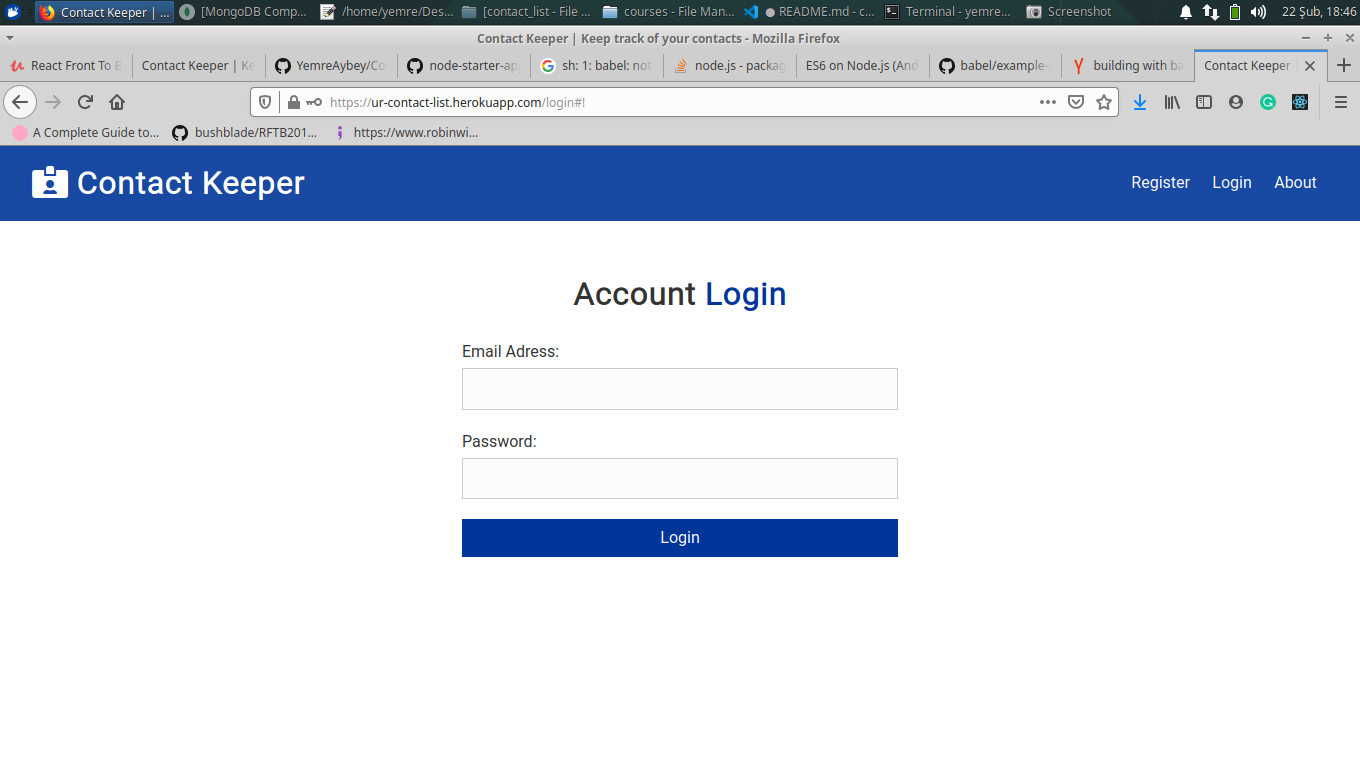 Contact Keeper | ... [MongoDB Comp... /home/yemre/Des... [contact_list - File ... courses - File Man... ● README.md - c... Terminal - yemre... Screenshot 22 Şub, 18:46
Contact Keeper | Keep track of your contacts - Mozilla Firefox
React Front To B Contact Keeper | Ke YemreAybey/Co node-starter-ap sh: 1: babel: not node.js - packag ES6 on Node.js (And babel/example- building with ba Contact Keeper
https://ur-contact-list.herokuapp.com/login#!
A Complete Guide to... bushblade/RFTB201... https://www.robinwi...
Contact Keeper Register Login About
Account Login
Email Adress:
Password:
Login